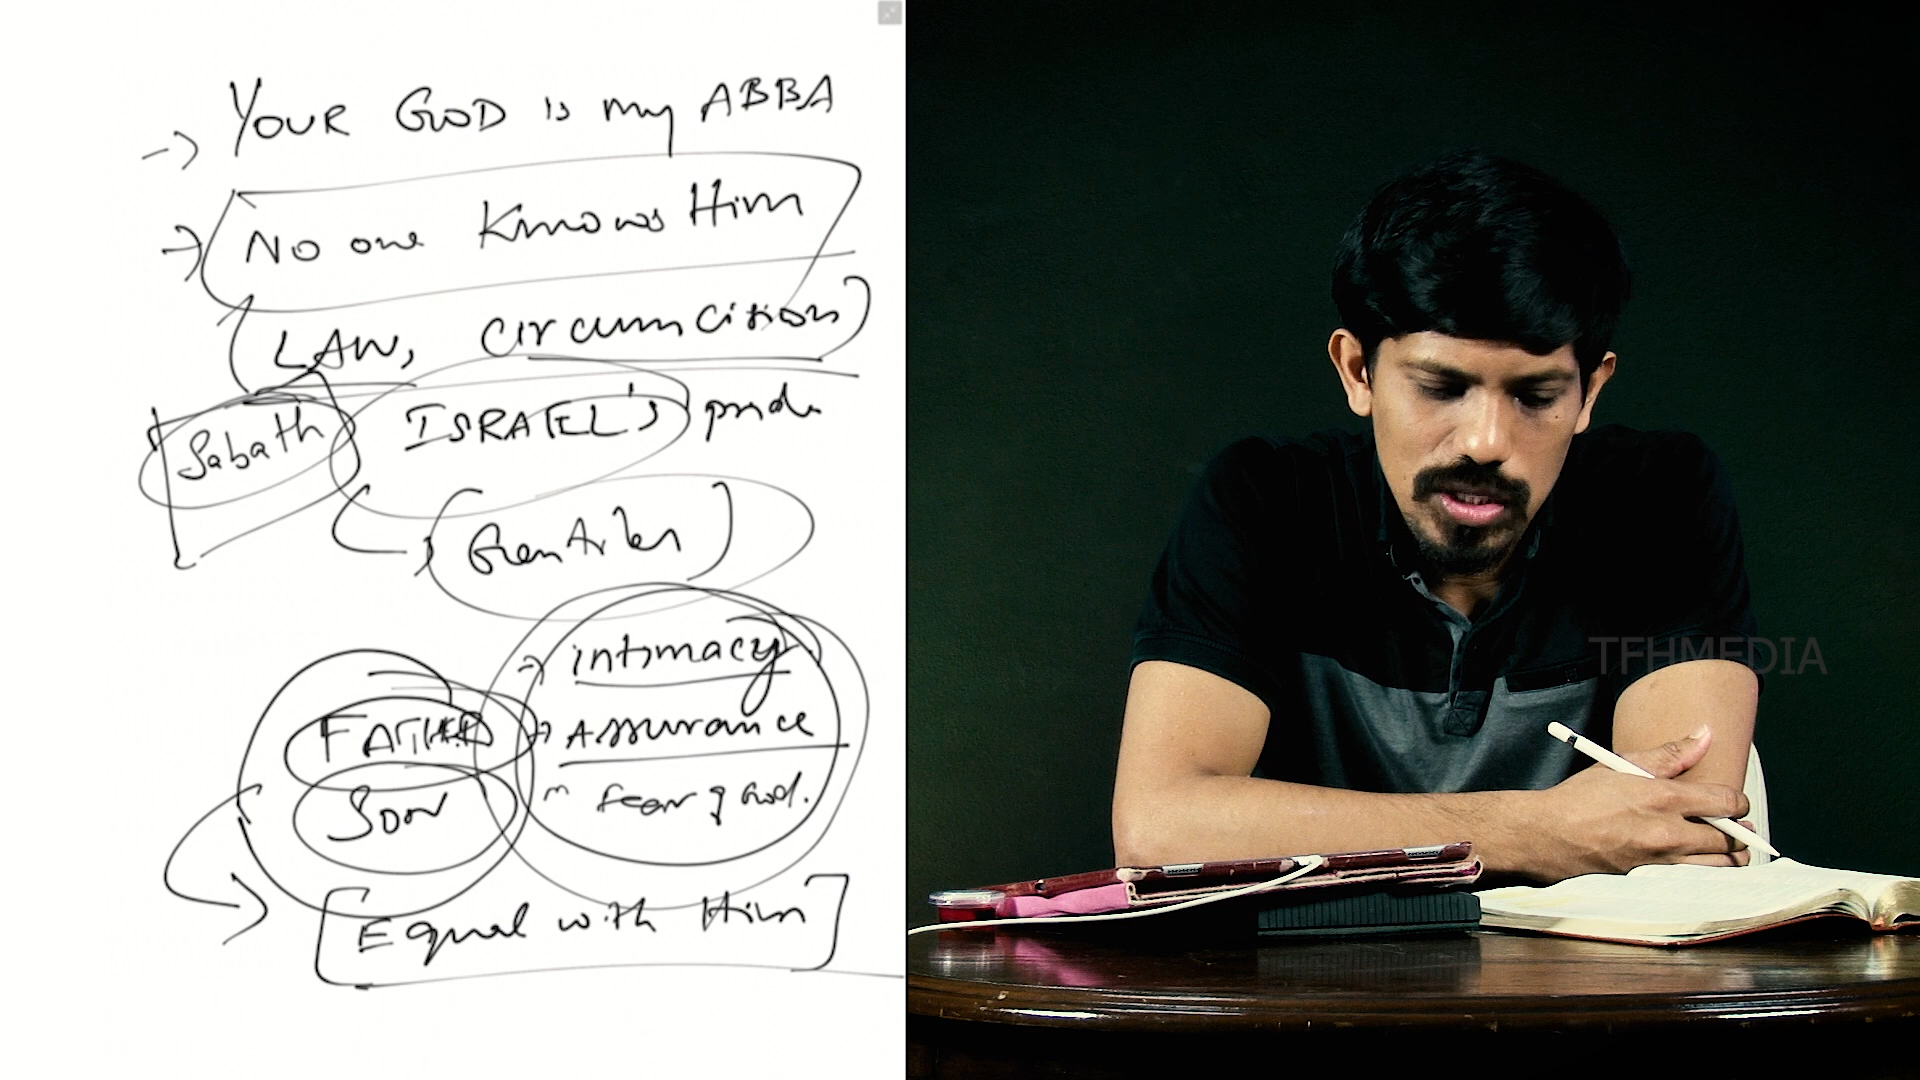 → YOUR GOD is my ABBA
→ No one Knows Him
(LAW, Circumcition)
Sabath ISRAEL's pride
→ (Gentiles)
→ intimacy
FATHER → Assurance
Son " fear of God.
→ [Equal with Him]
TFHMEDIA